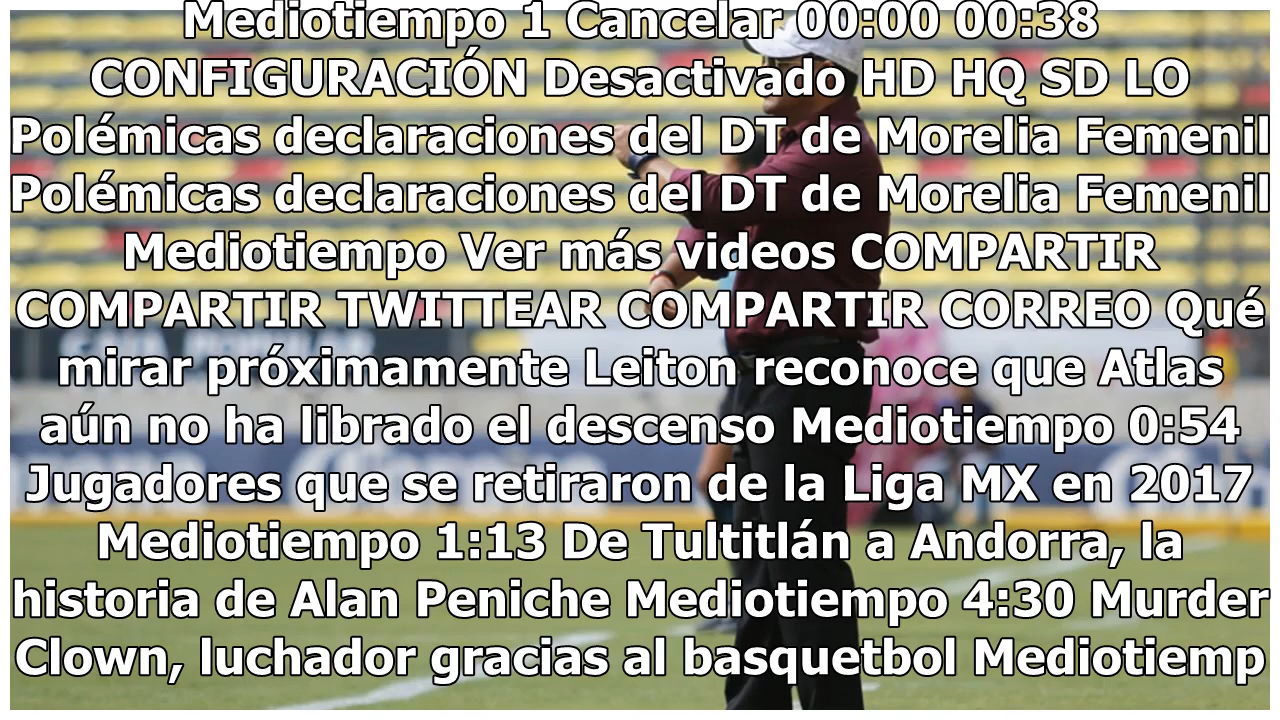 Mediotiempo 1 Cancelar 00:00 00:38
CONFIGURACIÓN Desactivado HD HQ SD LO
Polémicas declaraciones del DT de Morelia Femenil
Polémicas declaraciones del DT de Morelia Femenil
Mediotiempo Ver más videos COMPARTIR
COMPARTIR TWITTEAR COMPARTIR CORREO Qué
mirar próximamente Leiton reconoce que Atlas
aún no ha librado el descenso Mediotiempo 0:54
Jugadores que se retiraron de la Liga MX en 2017
Mediotiempo 1:13 De Tultitlán a Andorra, la
historia de Alan Peniche Mediotiempo 4:30 Murder
Clown, luchador gracias al basquetbol Mediotiemp